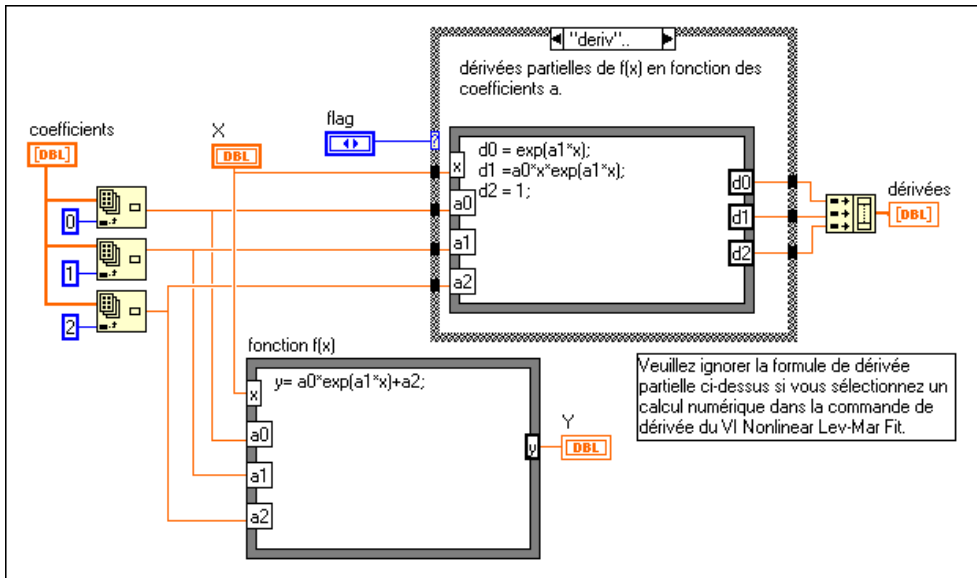 "deriv"..
dérivées partielles de f(x) en fonction des
coefficients a.
flag
X
coefficients
[DBL]
DBL
?
d0 = exp(a1*x);
d1 =a0*x*exp(a1*x);
d2 = 1;
x
a0
a1
a2
d0
d1
d2
dérivées
[DBL]
0
1
2
fonction f(x)
y= a0*exp(a1*x)+a2;
x
a0
a1
a2
y
Y
DBL
Veuillez ignorer la formule de dérivée
partielle ci-dessus si vous sélectionnez un
calcul numérique dans la commande de
dérivée du VI Nonlinear Lev-Mar Fit.